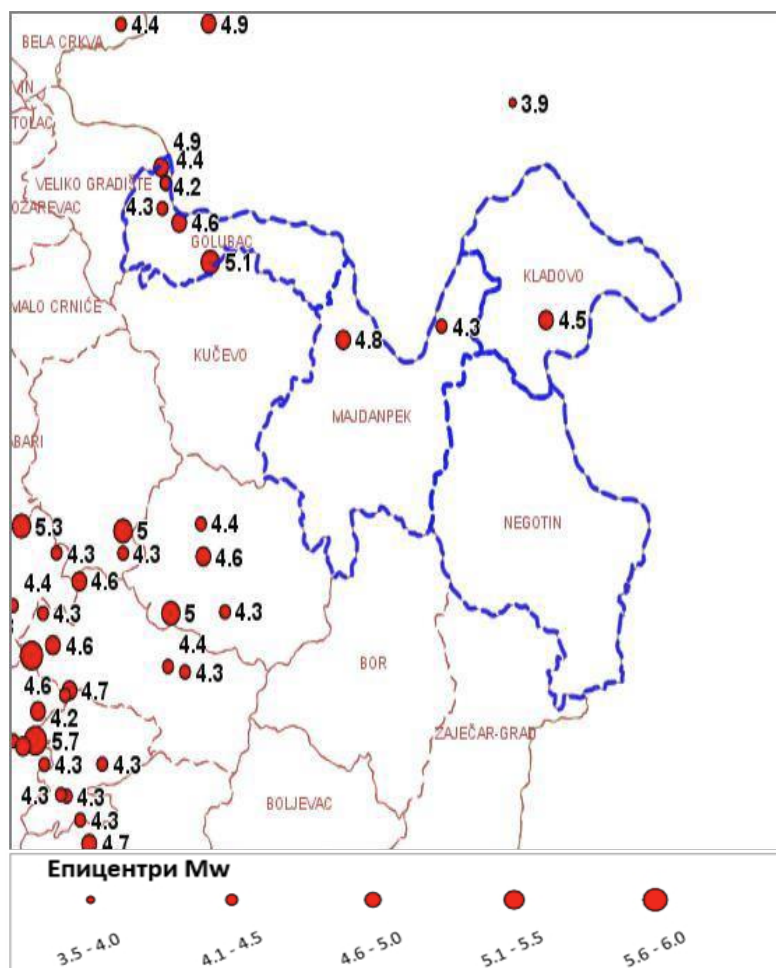 4.4 4.9
BELA CRKVA
3.9
VIN
TOLAC
4.9
4.4
VELIKO GRADIŠTE 4.2
OŽAREVAC 4.3
4.6
GOLUBAC
5.1
KLADOVO
MALO CRNIĆE
4.5
4.3
4.8
KUČEVO
MAJDANPEK
ABARI
NEGOTIN
5.3 5 4.4
4.3 4.3 4.6
4.4 4.6
4.3 5 4.3
4.6 4.4
BOR
4.3
4.6 4.7
4.2
ZAJEČAR-GRAD
5.7
4.3 4.3
4.3 4.3
BOLJEVAC
4.3
4.7
Епицентри Mw
3.5 - 4.0 4.1 - 4.5 4.6 - 5.0 5.1 - 5.5 5.6 - 6.0